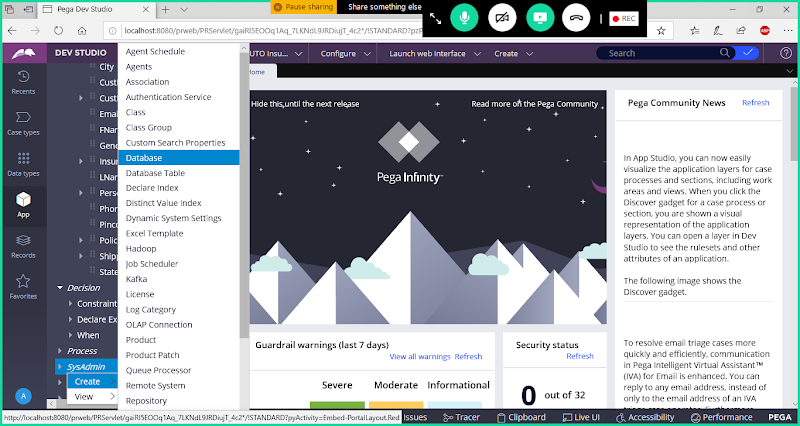 Pause sharing
Share something else
Pega Dev Studio
localhost:8080/prweb/PRServlet/gaiRl5EOOq1Aq_7LKNdL9JRDiujT_4c2*/!STANDARD?pzP
REC
DEV STUDIO
UTO Insu...
Configure
Launch web interface
Create
Search
ome
Recents
Case types
Data types
App
Records
Favorites
A
City
Cust
Cust
Emai
FNar
Gene
Insu
LNar
Pers
Pho
Pinc
Polic
Ship
State
Decision
Constraint
Declare Ex
When
Process
SysAdmin
Create
View
Agent Schedule
Agents
Association
Authentication Service
Class
Class Group
Custom Search Properties
Database
Database Table
Declare Index
Distinct Value Index
Dynamic System Settings
Excel Template
Hadoop
Job Scheduler
Kafka
License
Log Category
OLAP Connection
Product
Product Patch
Queue Processor
Remote System
Repository
Hide this until the next release
Read more on the Pega Community
Pega Infinity™
Guardrail warnings (last 7 days)
View all warnings Refresh
Severe
Moderate
Informational
Security status
Refresh
0 out of 32
Pega Community News
Refresh
In App Studio, you can now easily
visualize the application layers for case
processes and sections, including work
areas and views. When you click the
Discover gadget for a case process or
section, you are shown a visual
representation of the application
layers. You can open a layer in Dev
Studio to see the rulesets and other
attributes of an application.
The following image shows the
Discover gadget.
To resolve email triage cases more
quickly and efficiently, communication
in Pega Intelligent Virtual Assistant™
(IVA) for Email is enhanced. You can
reply to any email address, instead of
only to the email address of an IVA
http://localhost:8080/prweb/PRServlet/gaiRl5EOOq1Aq_7LKNdL9JRDiujT_4c2*/!STANDARD?pyActivity=Embed-PortalLayout.Red
Issues
Tracer
Clipboard
Live UI
Accessibility
Performance
PEGA